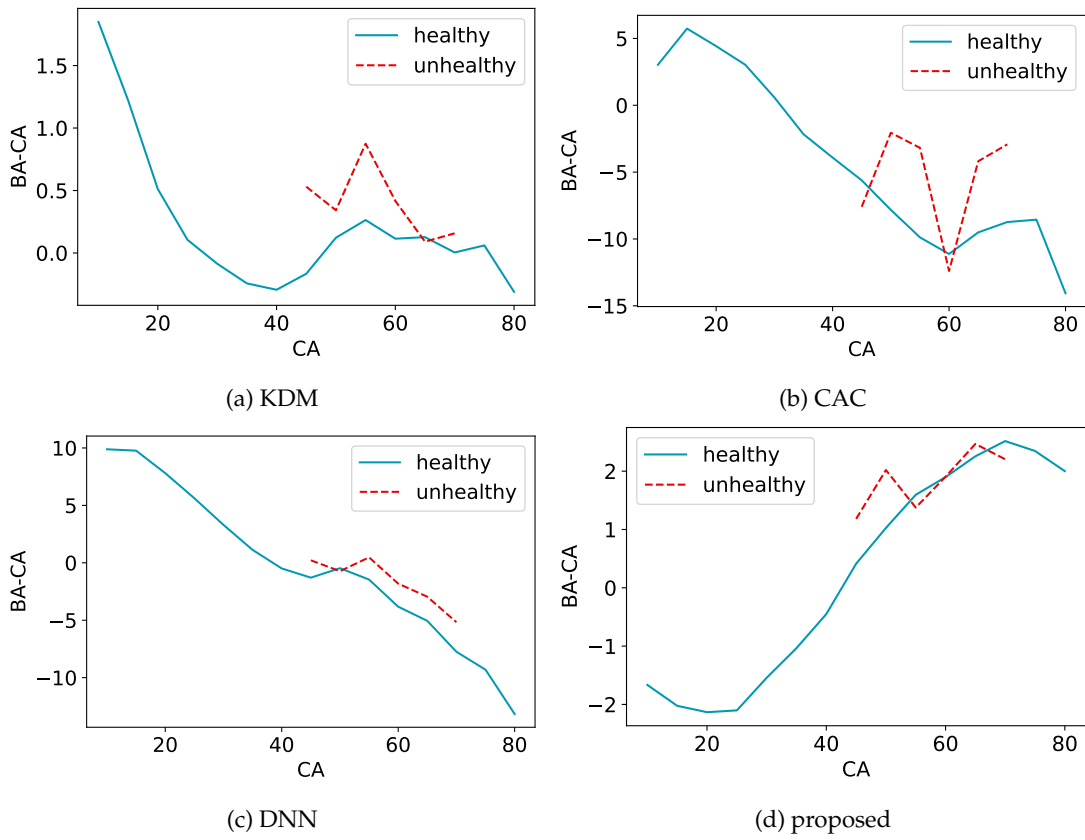 healthy
unhealthy
1.5
1.0
0.5
0.0
BA-CA
20
40
60
80
CA
(a) KDM
healthy
unhealthy
5
0
−5
−10
−15
BA-CA
20
40
60
80
CA
(b) CAC
healthy
unhealthy
10
5
0
−5
−10
BA-CA
20
40
60
80
CA
(c) DNN
healthy
unhealthy
2
1
0
−1
−2
BA-CA
20
40
60
80
CA
(d) proposed